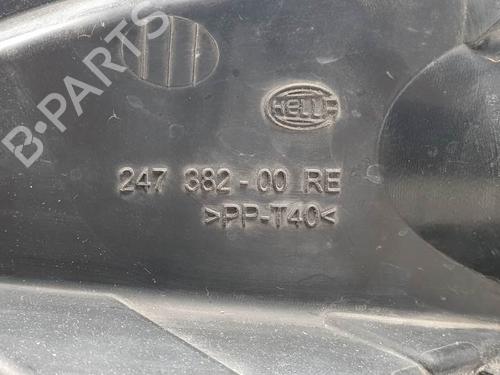 B-PARTS
HELLA
247 382-00 RE
>PP-T40<